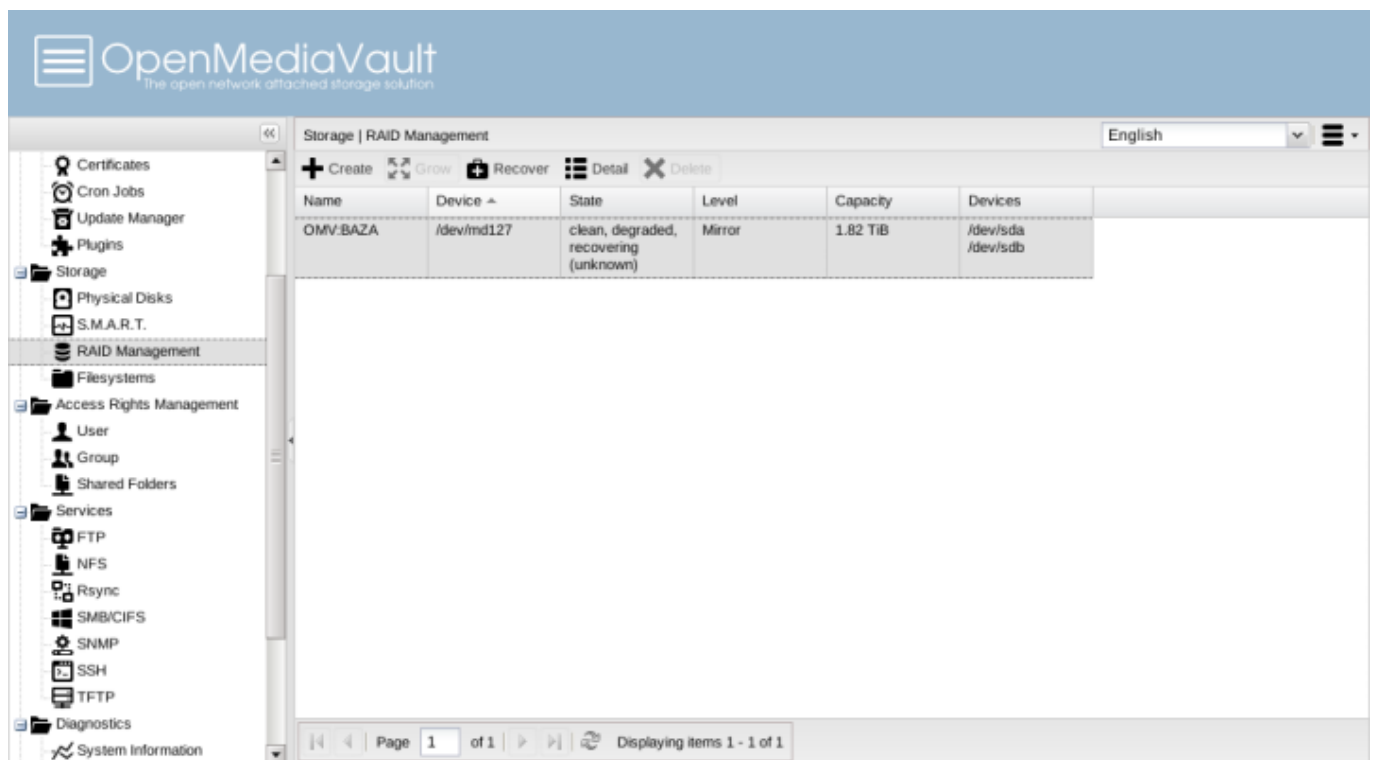 OpenMediaVault
The open network attached storage solution
Storage | RAID Management
English
Certificates
Cron Jobs
Update Manager
Plugins
Storage
Physical Disks
S.M.A.R.T.
RAID Management
Filesystems
Access Rights Management
User
Group
Shared Folders
Services
FTP
NFS
Rsync
SMB/CIFS
SNMP
SSH
TFTP
Diagnostics
System Information
Create Grow Recover Detail Delete
Name Device State Level Capacity Devices
OMV:BAZA /dev/md127 clean, degraded, Mirror 1.82 TiB /dev/sda
recovering /dev/sdb
(unknown)
Page 1 of 1 Displaying items 1 - 1 of 1